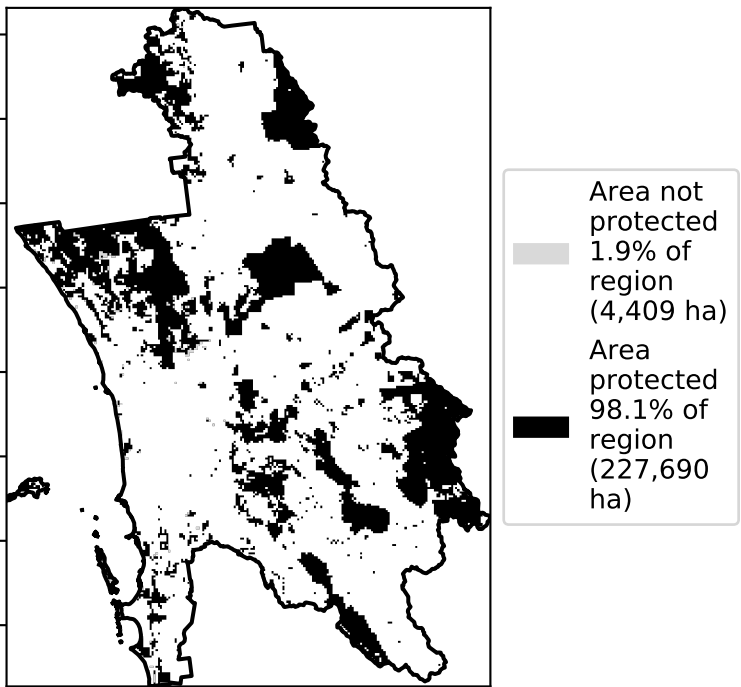 Area not
protected
1.9% of
region
(4,409 ha)
Area
protected
98.1% of
region
(227,690
ha)